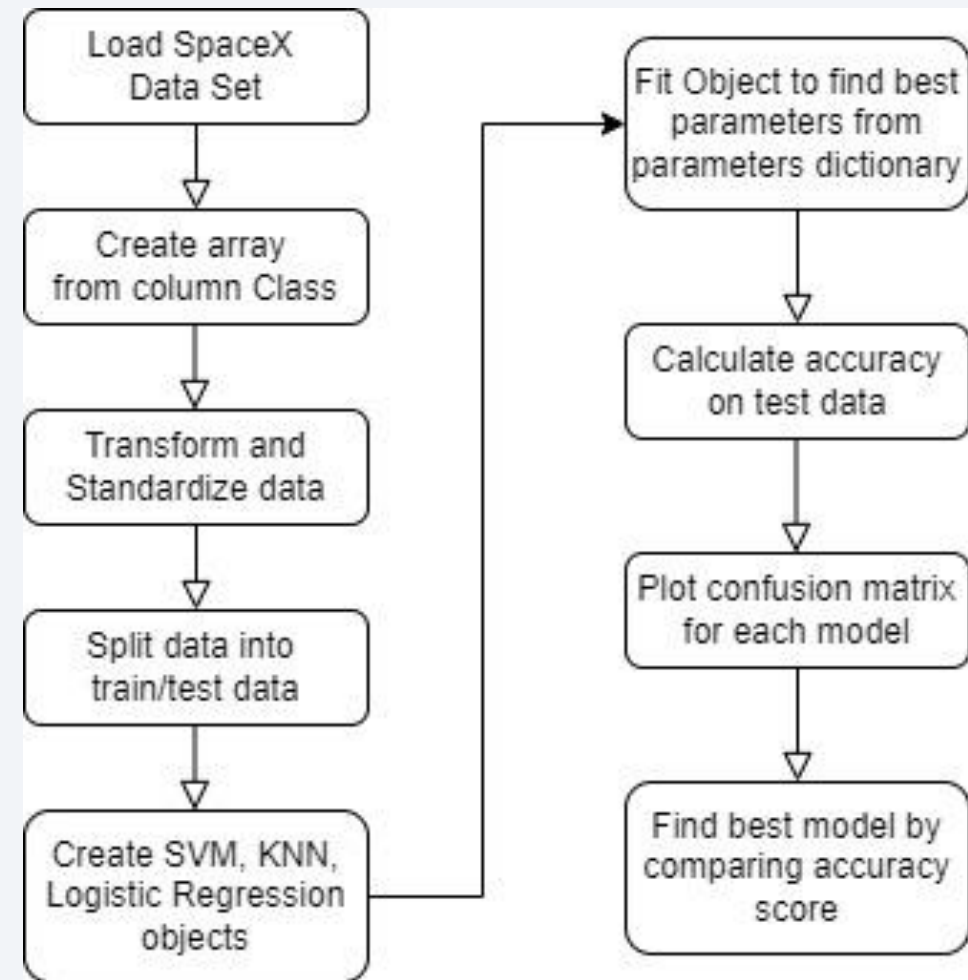 Load SpaceX
Data Set
Create array
from column Class
Transform and
Standardize data
Split data into
train/test data
Create SVM, KNN,
Logistic Regression
objects
Fit Object to find best
parameters from
parameters dictionary
Calculate accuracy
on test data
Plot confusion matrix
for each model
Find best model by
comparing accuracy
score